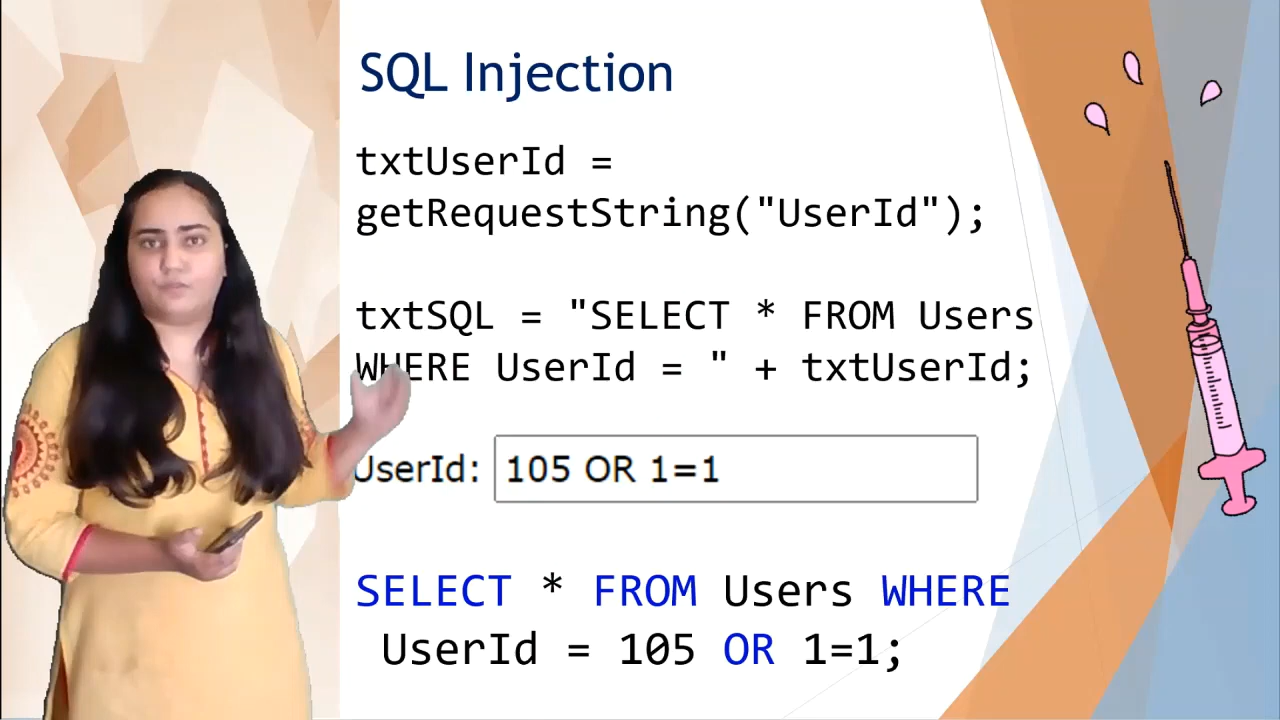 SQL Injection
txtUserId =
getRequestString("UserId");
txtSQL = "SELECT * FROM Users
WHERE UserId = " + txtUserId;
UserId: 105 OR 1=1
SELECT * FROM Users WHERE
UserId = 105 OR 1=1;